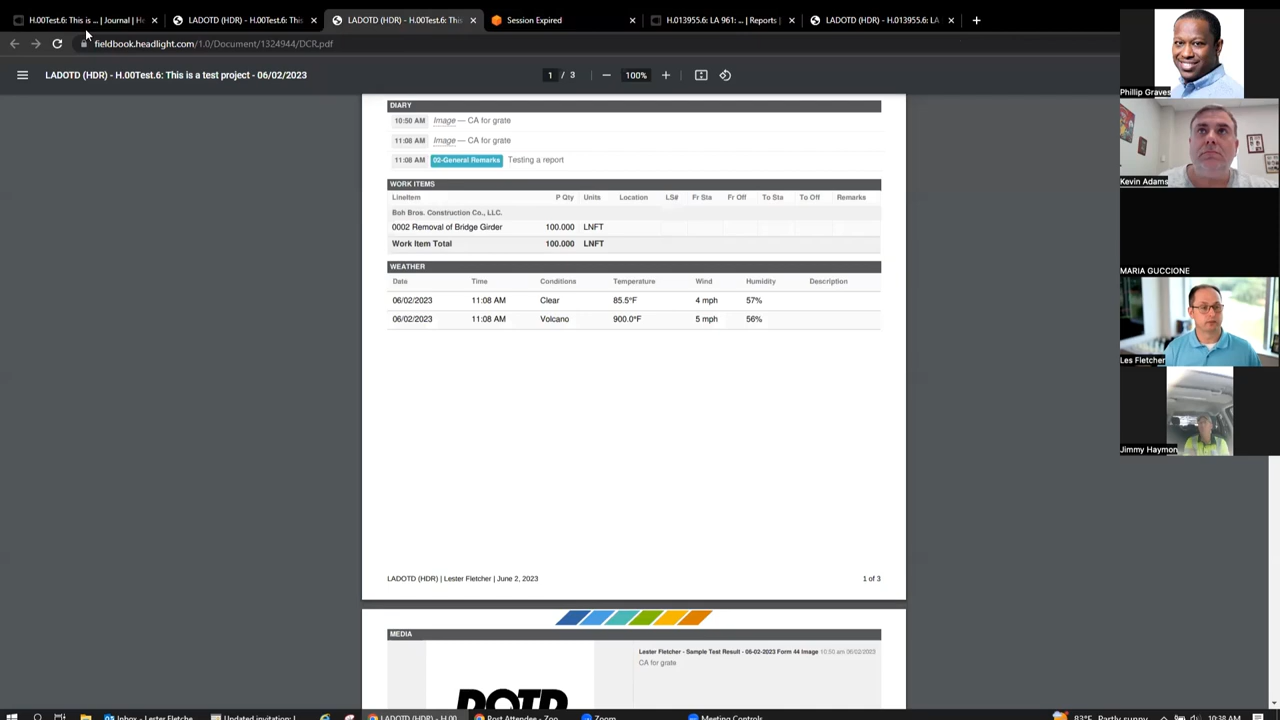 H.00Test.6: This is ... | Journal | H
LADOTD (HDR) - H.00Test.6: This
LADOTD (HDR) - H.00Test.6: This
Session Expired
H.013955.6: LA 961: ... | Reports |
LADOTD (HDR) - H.013955.6: LA
fieldbook.headlight.com/1.0/Document/1324944/DCR.pdf
LADOTD (HDR) - H.00Test.6: This is a test project - 06/02/2023
1 / 3
100%
DIARY
10:50 AM Image — CA for grate
11:08 AM Image — CA for grate
11:08 AM 02-General Remarks Testing a report
WORK ITEMS
LineItem P Qty Units Location LS# Fr Sta Fr Off To Sta To Off Remarks
Boh Bros. Construction Co., LLC.
0002 Removal of Bridge Girder 100.000 LNFT
Work Item Total 100.000 LNFT
WEATHER
Date Time Conditions Temperature Wind Humidity Description
06/02/2023 11:08 AM Clear 85.5°F 4 mph 57%
06/02/2023 11:08 AM Volcano 900.0°F 5 mph 56%
LADOTD (HDR) | Lester Fletcher | June 2, 2023
1 of 3
MEDIA
Lester Fletcher - Sample Test Result - 06-02-2023 Form 44 Image 10:50 am 06/02/2023
CA for grate
DOTD
Phillip Graves
Kevin Adams
MARIA GUCCIONE
Les Fletcher
Jimmy Haymon
Inbox - Lester Fletche
Updated invitation: L
LADOTD (HDR) - H.00
Post Attendee - Zoo
Zoom
Meeting Controls
83°F Partly sunny
10:38 AM